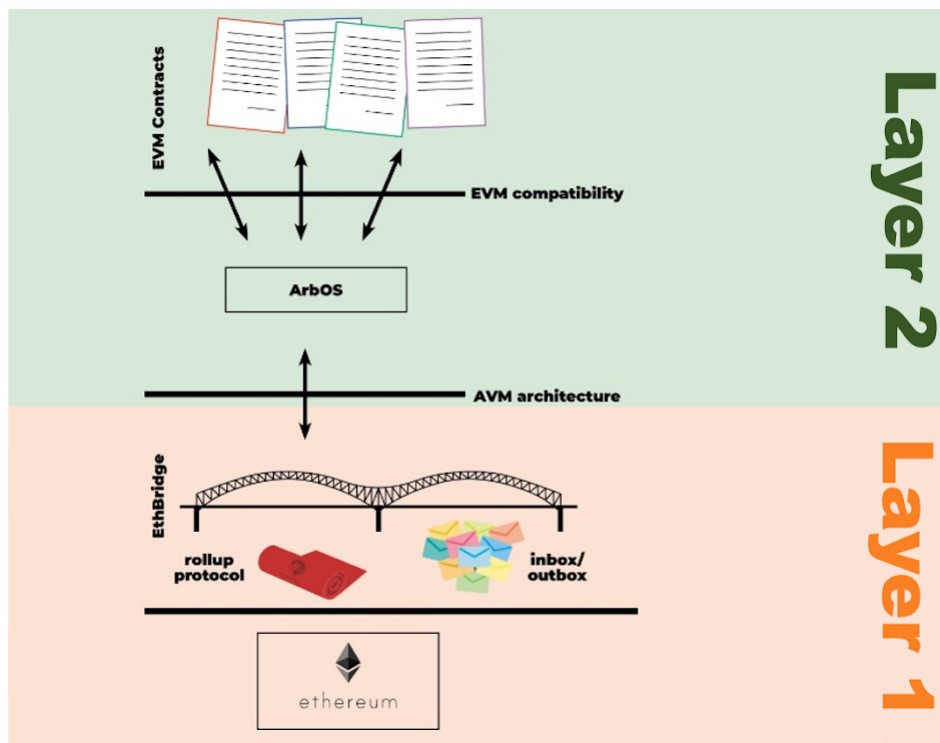 EVM Contracts
EVM compatibility
Layer 2
ArbOS
AVM architecture
EthBridge
Layer 1
rollup
protocol
inbox/
outbox
ethereum